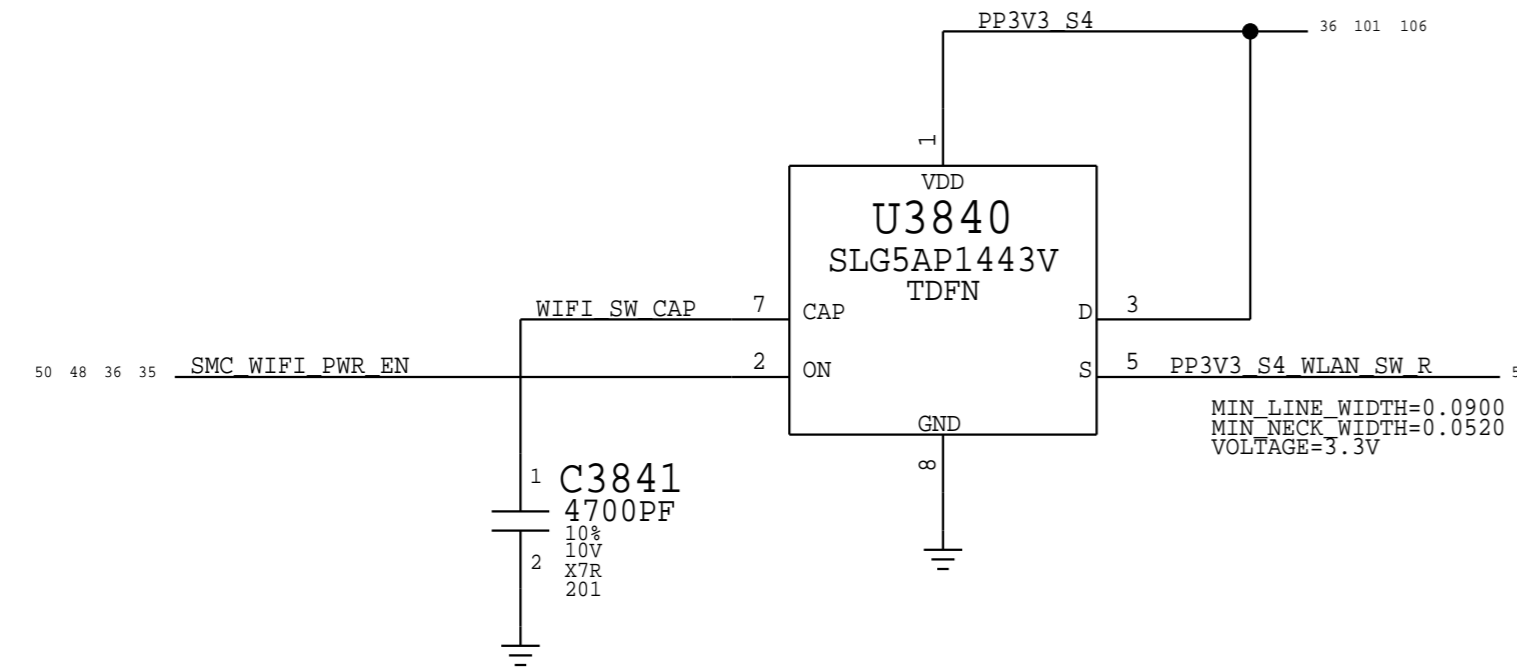 PP3V3_S4
36 101 106
1
VDD
U3840
SLG5AP1443V
TDFN
WIFI_SW_CAP
7
CAP
D
3
50 48 36 35
SMC_WIFI_PWR_EN
2
ON
S
5
PP3V3_S4_WLAN_SW_R
5
MIN_LINE_WIDTH=0.0900
MIN_NECK_WIDTH=0.0520
VOLTAGE=3.3V
GND
8
1
C3841
4700PF
10%
10V
2
X7R
201